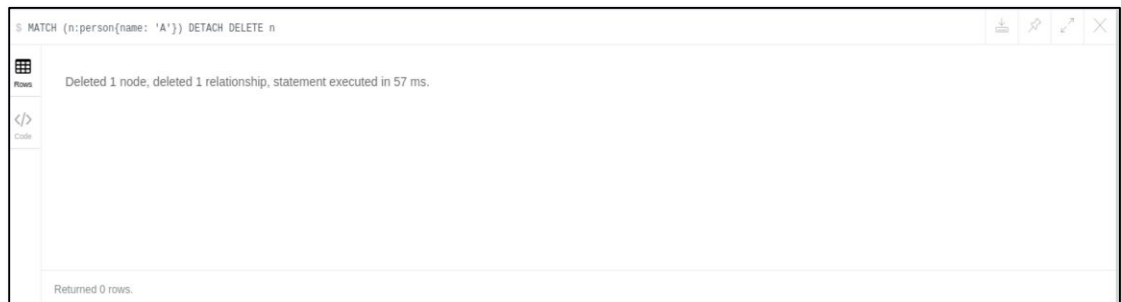 $ MATCH (n:person{name: 'A'}) DETACH DELETE n
Rows
Deleted 1 node, deleted 1 relationship, statement executed in 57 ms.
</>
Code
Returned 0 rows.